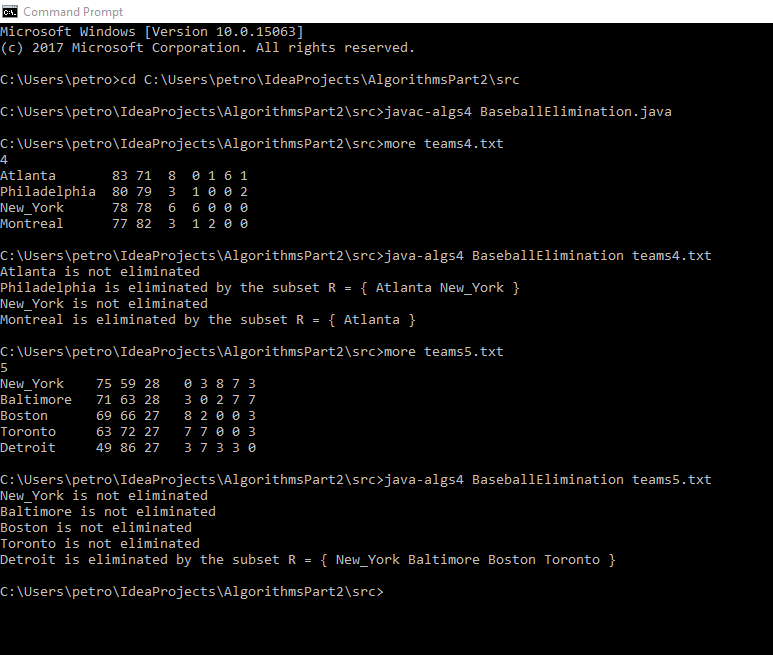 Command Prompt
Microsoft Windows [Version 10.0.15063]
(c) 2017 Microsoft Corporation. All rights reserved.
C:\Users\petro>cd C:\Users\petro\IdeaProjects\AlgorithmsPart2\src
C:\Users\petro\IdeaProjects\AlgorithmsPart2\src>javac-algs4 BaseballElimination.java
C:\Users\petro\IdeaProjects\AlgorithmsPart2\src>more teams4.txt
4
Atlanta       83 71  8  0 1 6 1
Philadelphia  80 79  3  1 0 0 2
New_York      78 78  6  6 0 0 0
Montreal      77 82  3  1 2 0 0
C:\Users\petro\IdeaProjects\AlgorithmsPart2\src>java-algs4 BaseballElimination teams4.txt
Atlanta is not eliminated
Philadelphia is eliminated by the subset R = { Atlanta New_York }
New_York is not eliminated
Montreal is eliminated by the subset R = { Atlanta }
C:\Users\petro\IdeaProjects\AlgorithmsPart2\src>more teams5.txt
5
New_York    75 59 28   0 3 8 7 3
Baltimore   71 63 28   3 0 2 7 7
Boston      69 66 27   8 2 0 0 3
Toronto     63 72 27   7 7 0 0 3
Detroit     49 86 27   3 7 3 3 0
C:\Users\petro\IdeaProjects\AlgorithmsPart2\src>java-algs4 BaseballElimination teams5.txt
New_York is not eliminated
Baltimore is not eliminated
Boston is not eliminated
Toronto is not eliminated
Detroit is eliminated by the subset R = { New_York Baltimore Boston Toronto }
C:\Users\petro\IdeaProjects\AlgorithmsPart2\src>